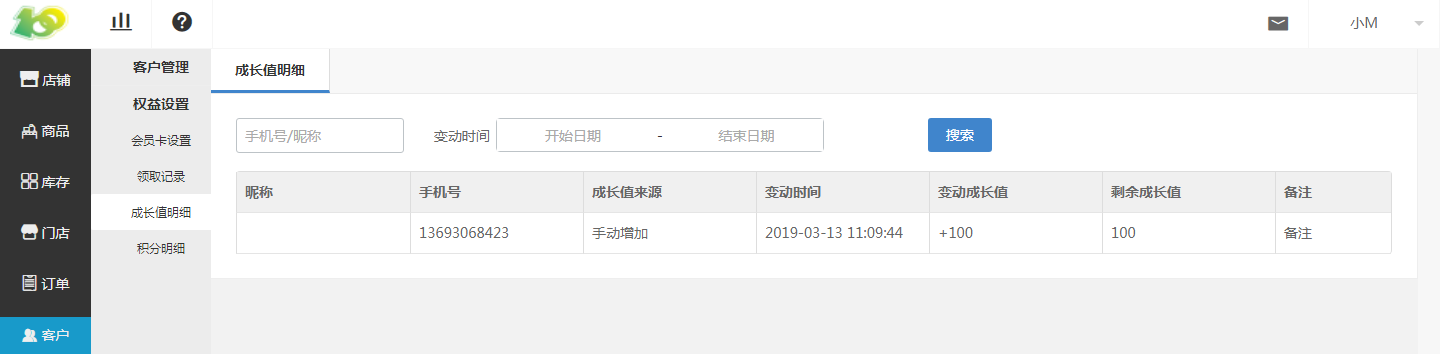 小M
店铺
商品
库存
门店
订单
客户
客户管理
权益设置
会员卡设置
领取记录
成长值明细
积分明细
成长值明细
手机号/昵称 变动时间 开始日期 - 结束日期 搜索
昵称 手机号 成长值来源 变动时间 变动成长值 剩余成长值 备注
13693068423 手动增加 2019-03-13 11:09:44 +100 100 备注